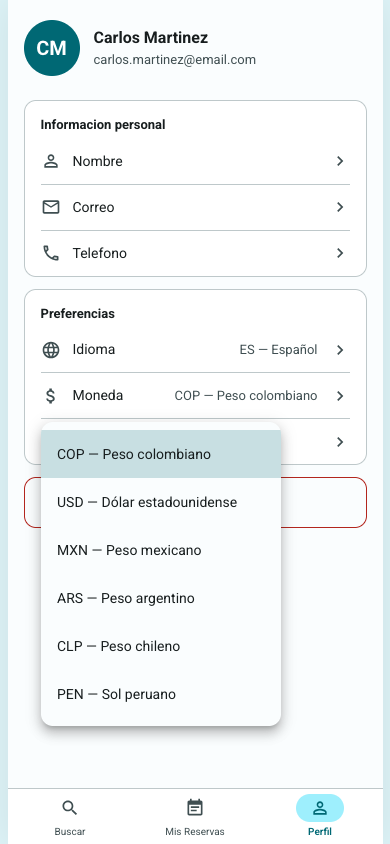 CM
Carlos Martinez
carlos.martinez@email.com
Informacion personal
Nombre
Correo
Telefono
Preferencias
Idioma ES — Español
Moneda COP — Peso colombiano
COP — Peso colombiano
USD — Dólar estadounidense
MXN — Peso mexicano
ARS — Peso argentino
CLP — Peso chileno
PEN — Sol peruano
Buscar Mis Reservas Perfil